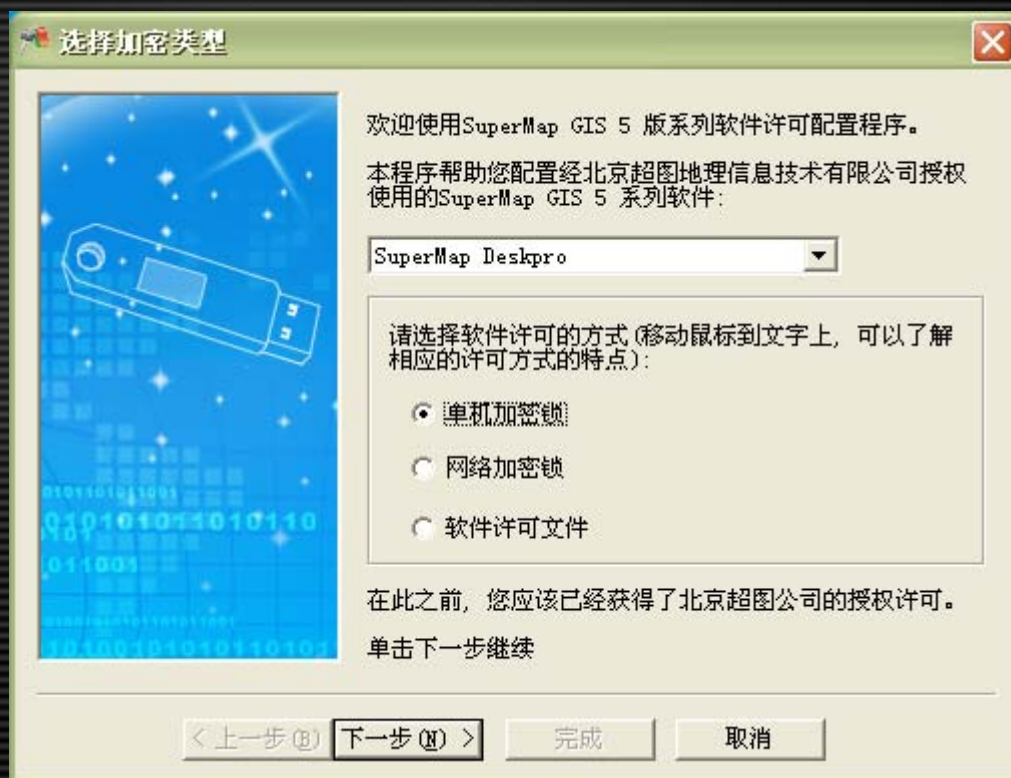 选择加密类型
欢迎使用SuperMap GIS 5 版系列软件许可配置程序。
本程序帮助您配置经北京超图地理信息技术有限公司授权
使用的SuperMap GIS 5 系列软件:
SuperMap Deskpro
请选择软件许可的方式(移动鼠标到文字上, 可以了解
相应的许可方式的特点):
单机加密锁
网络加密锁
软件许可文件
在此之前, 您应该已经获得了北京超图公司的授权许可。
单击下一步继续
0101101011001
0101010101101 0110
0101
011001
< 上一步(B) 下一步(N) > 完成 取消